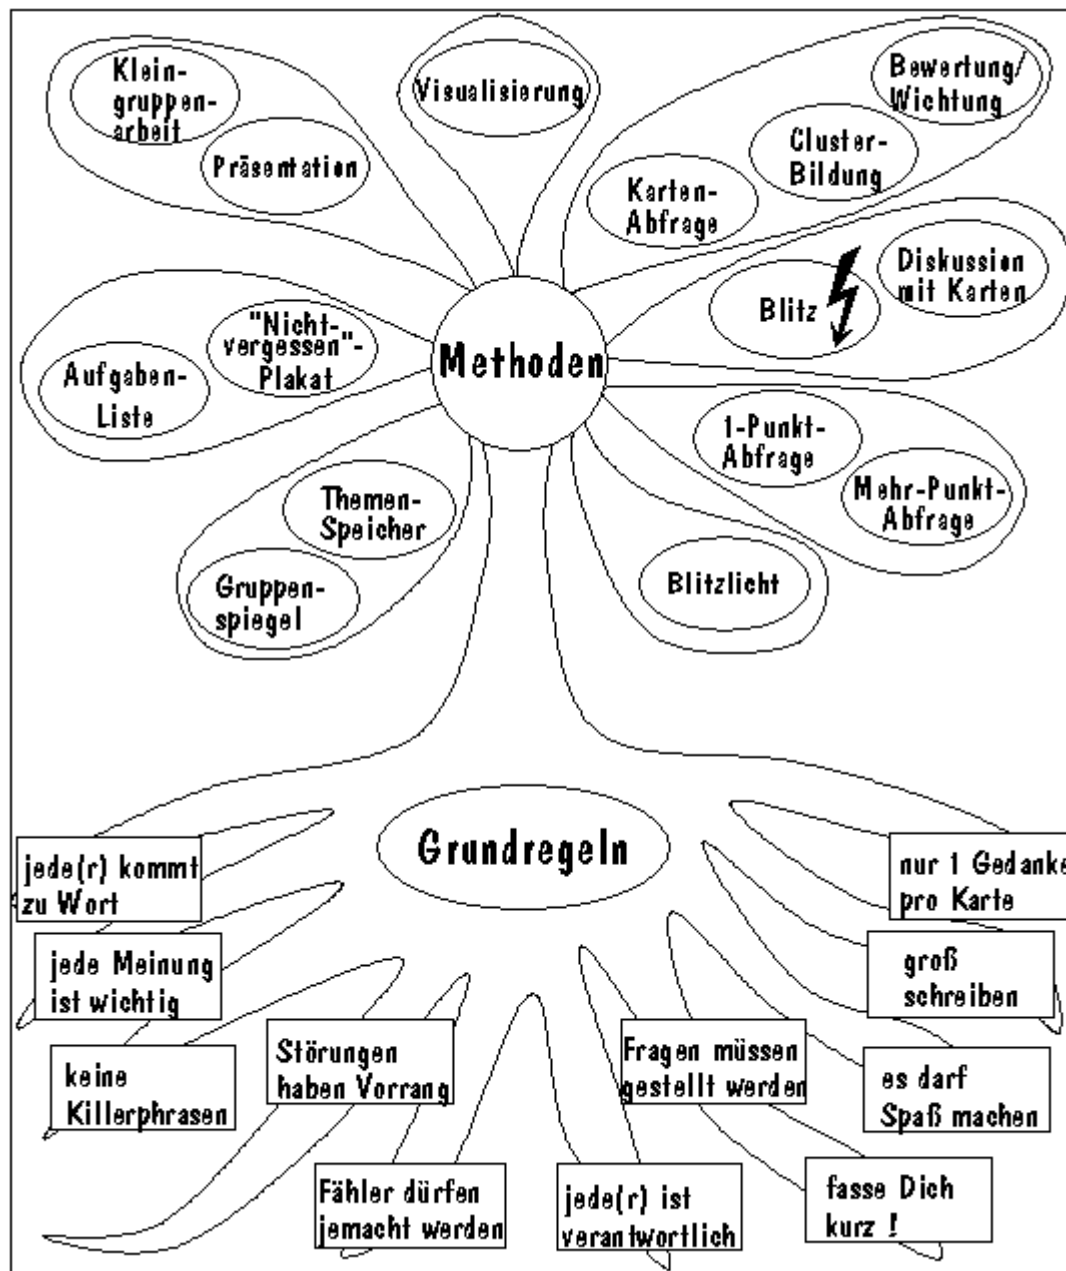 Klein-
gruppen-
arbeit
Präsentation
Visualisierung
Bewertung/
Wichtung
Cluster-
Bildung
Karten-
Abfrage
Diskussion
mit Karten
Blitz
"Nicht-
vergessen"-
Plakat
Aufgaben-
Liste
Methoden
1-Punkt-
Abfrage
Mehr-Punkt-
Abfrage
Themen-
Speicher
Gruppen-
spiegel
Blitzlicht
Grundregeln
jede(r) kommt
zu Wort
nur 1 Gedanke
pro Karte
jede Meinung
ist wichtig
groß
schreiben
keine
Killerphrasen
Störungen
haben Vorrang
Fragen müssen
gestellt werden
es darf
Spaß machen
Fähler dürfen
jemacht werden
jede(r) ist
verantwortlich
fasse Dich
kurz !